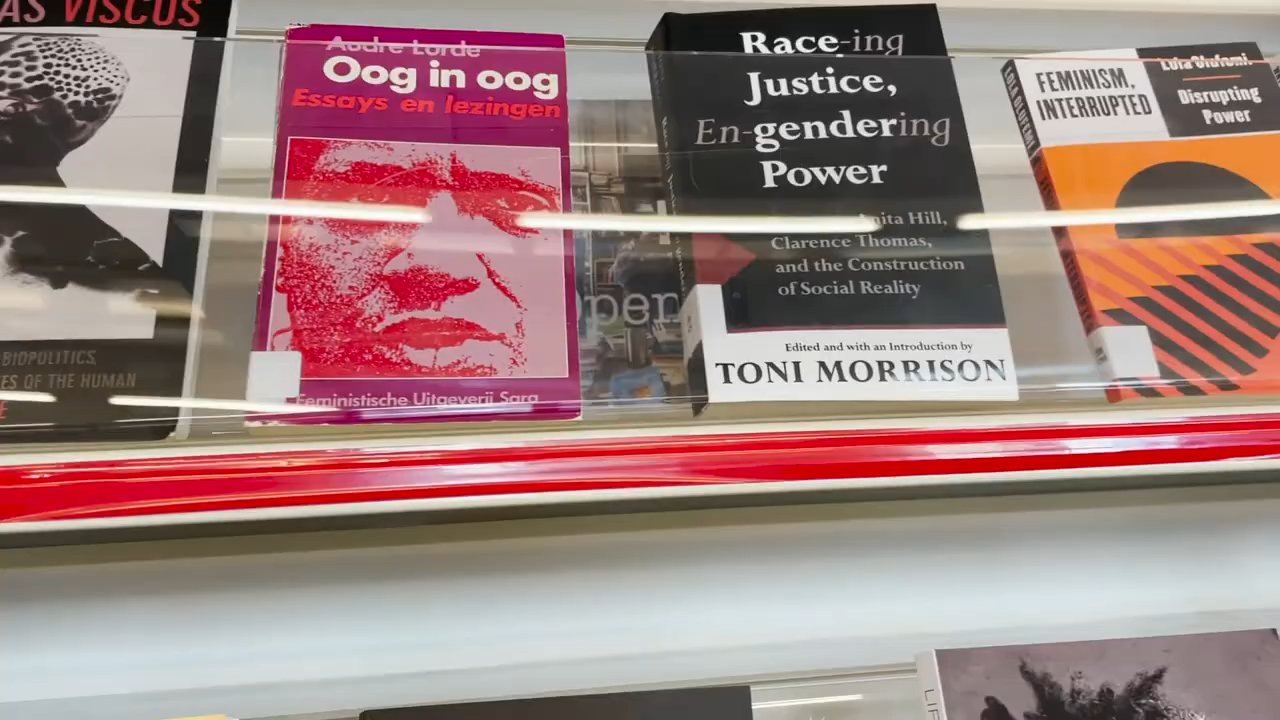 AS VISCUS
BIOPOLITICS,
ES OF THE HUMAN
Audre Lorde
Oog in oog
Essays en lezingen
Feministische Uitgeverij Sara
open
Race-ing
Justice,
En-gendering
Power
Anita Hill,
Clarence Thomas,
and the Construction
of Social Reality
Edited and with an Introduction by
TONI MORRISON
LOLA OLUFEMI
FEMINISM,
INTERRUPTED
Lola Olufemi.
Disrupting
Power